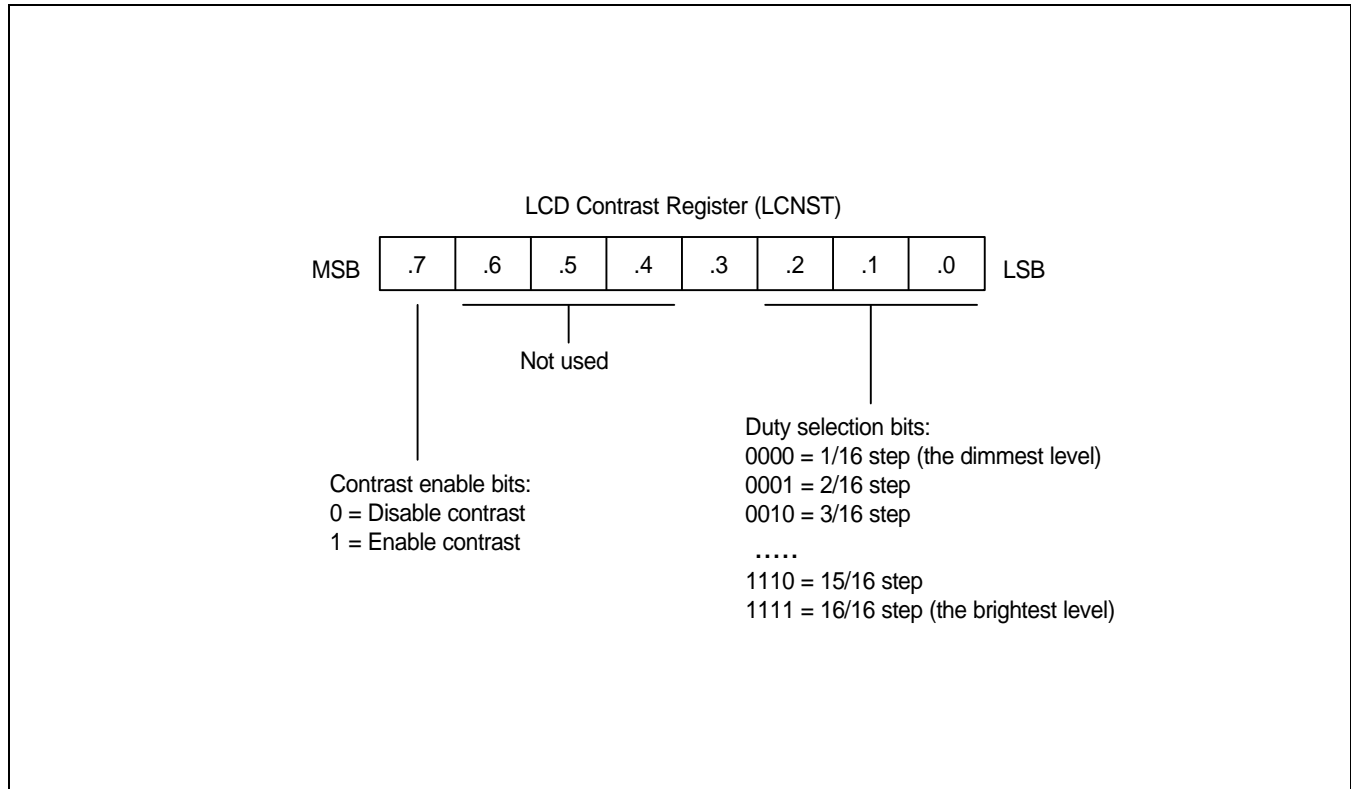 LCD Contrast Register (LCNST)
MSB .7 .6 .5 .4 .3 .2 .1 .0 LSB
Not used
Contrast enable bits:
0 = Disable contrast
1 = Enable contrast
Duty selection bits:
0000 = 1/16 step (the dimmest level)
0001 = 2/16 step
0010 = 3/16 step
.....
1110 = 15/16 step
1111 = 16/16 step (the brightest level)